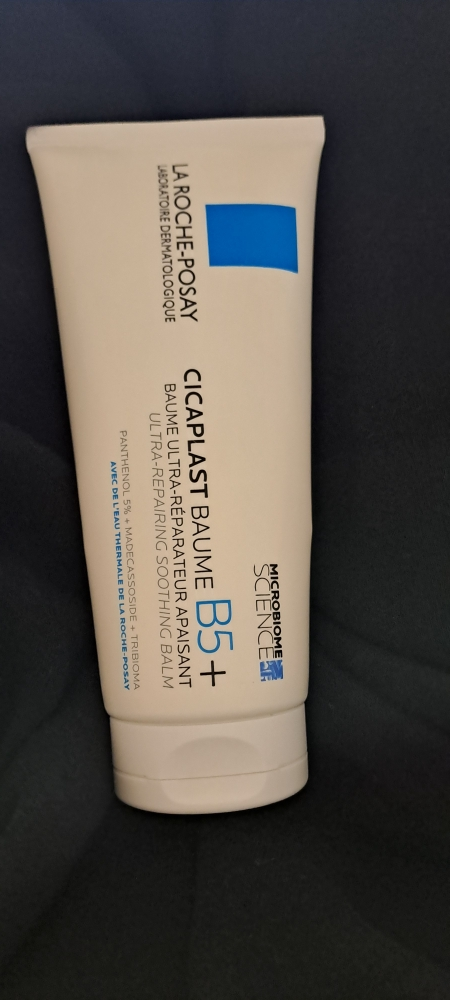 LA ROCHE-POSAY
LABORATOIRE DERMATOLOGIQUE
MICROBIOME
SCIENCE
CICAPLAST BAUME B5+
BAUME ULTRA-RÉPARATEUR APAISANT
ULTRA-REPAIRING SOOTHING BALM
PANTHENOL 5% + MADECASSOSIDE + TRIBIOMA
AVEC DE L'EAU THERMALE DE LA ROCHE-POSAY